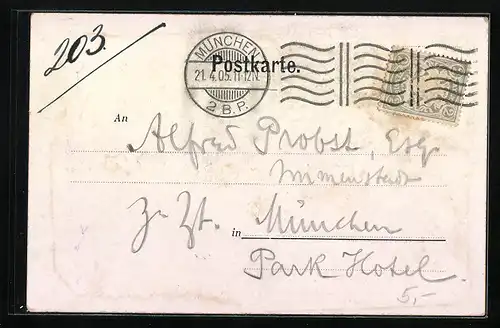 203.
MÜNCHEN
Postkarte.
21.4.05. 11-12N.
2 B.P.
An
Alfred Probst, Esq.
Immenstadt
z. Zt. in München
Park Hotel.
5,-